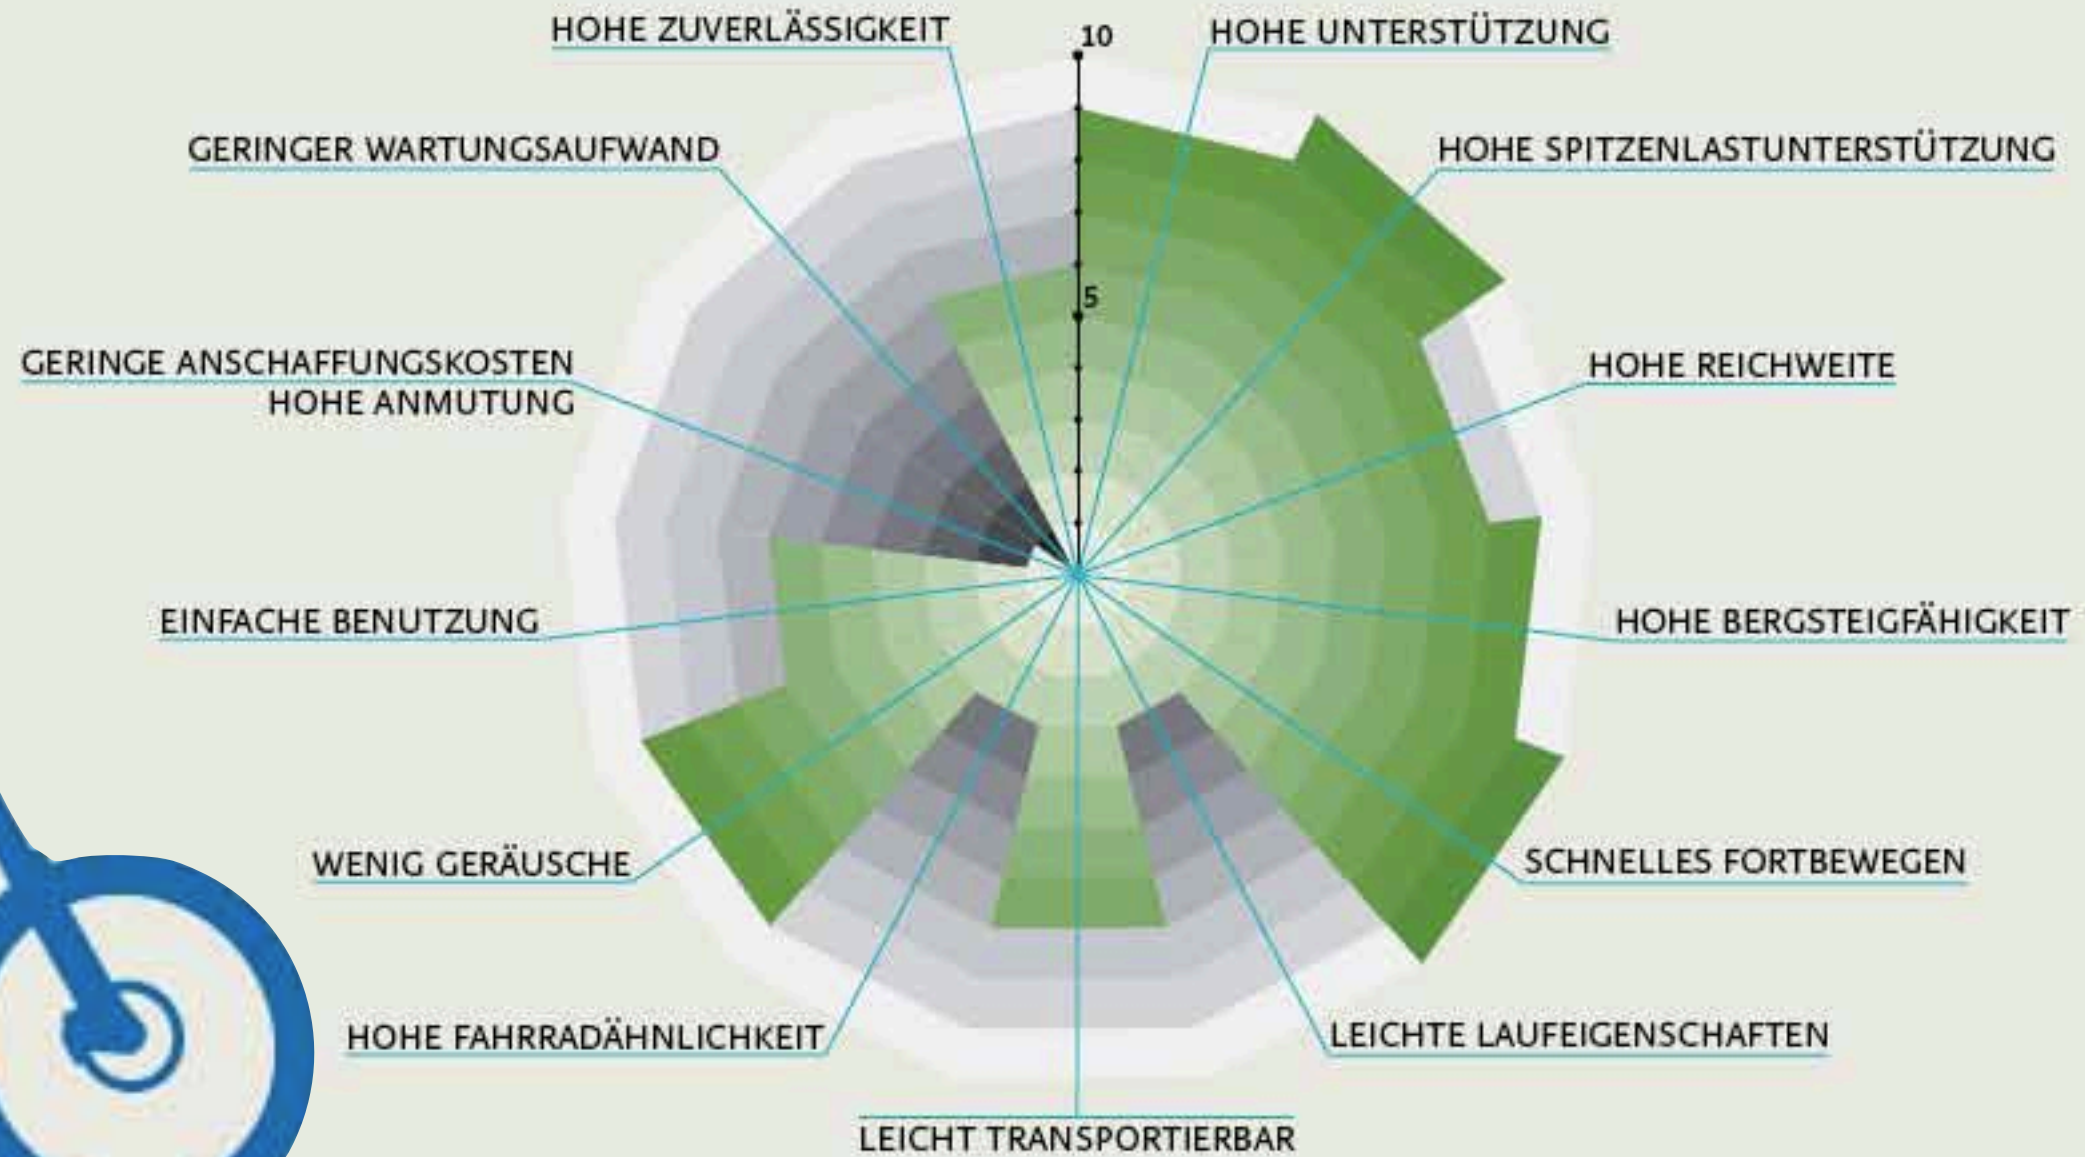 HOHE ZUVERLÄSSIGKEIT
10
HOHE UNTERSTÜTZUNG
GERINGER WARTUNGSAUFWAND
HOHE SPITZENLASTUNTERSTÜTZUNG
5
GERINGE ANSCHAFFUNGSKOSTEN
HOHE ANMUTUNG
HOHE REICHWEITE
EINFACHE BENUTZUNG
HOHE BERGSTEIGFÄHIGKEIT
WENIG GERÄUSCHE
SCHNELLES FORTBEWEGEN
HOHE FAHRRADÄHNLICHKEIT
LEICHTE LAUFEIGENSCHAFTEN
LEICHT TRANSPORTIERBAR